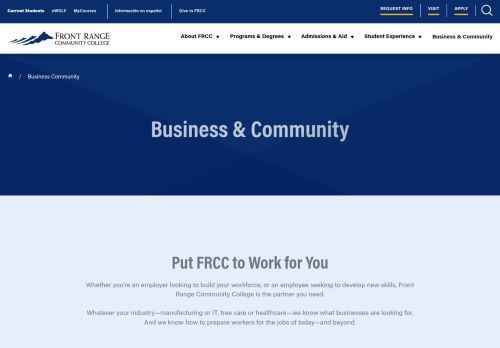 Current Students eWOLF MyCourses Información en español Give to FRCC REQUEST INFO VISIT APPLY
FRONT RANGE
COMMUNITY COLLEGE
About FRCC Programs & Degrees Admissions & Aid Student Experience Business & Community
/ Business Community
Business & Community
Put FRCC to Work for You
Whether you're an employer looking to build your workforce, or an employee seeking to develop new skills, Front
Range Community College is the partner you need.
Whatever your industry—manufacturing or IT, tree care or healthcare—we know what businesses are looking for.
And we know how to prepare workers for the jobs of today—and beyond.